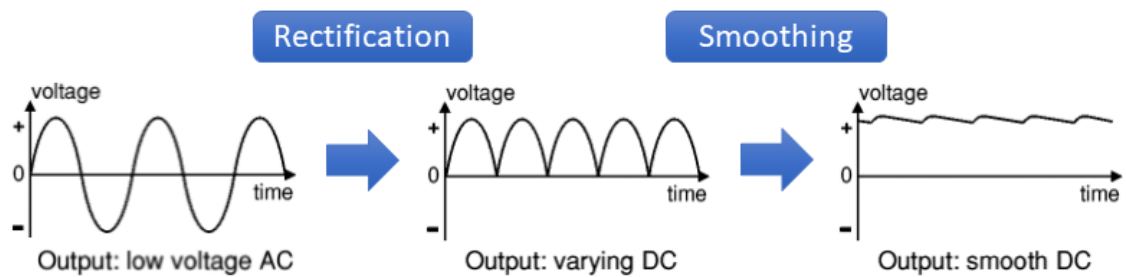 Rectification
Smoothing
voltage
+
0
-
time
Output: low voltage AC
voltage
+
0
-
time
Output: varying DC
voltage
+
0
-
time
Output: smooth DC